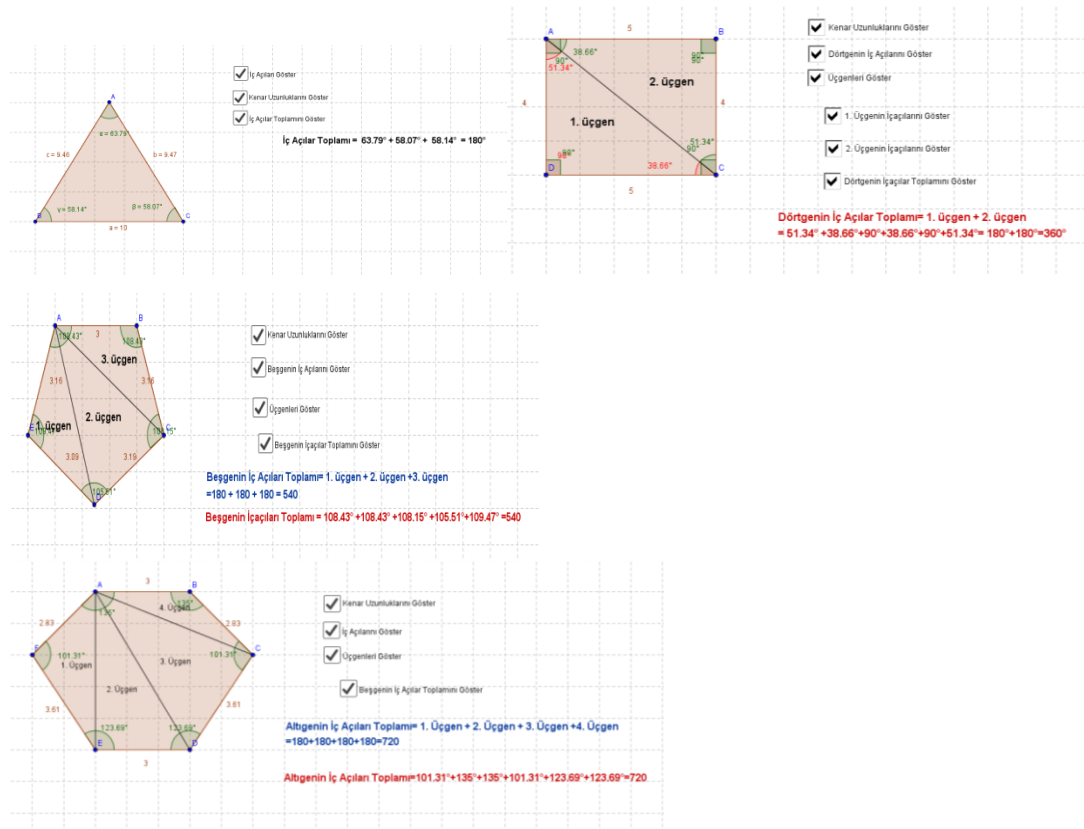 A
α = 63.79°
c = 9.46
b = 9.47
γ = 58.14°
β = 58.07°
B
C
a = 10
İç Açıları Göster
Kenar Uzunluklarını Göster
İç Açılar Toplamını Göster
İç Açılar Toplamı = 63.79° + 58.07° + 58.14° = 180°
A
5
B
38.66°
90°
51.34°
90°
90°
2. üçgen
4
4
1. üçgen
51.34°
90°
90°
D
38.66°
C
5
Kenar Uzunluklarını Göster
Dörtgenin İç Açılarını Göster
Üçgenleri Göster
1. Üçgenin İçaçılarını Göster
2. Üçgenin İçaçılarını Göster
Dörtgenin İçaçılar Toplamını Göster
Dörtgenin İç Açılar Toplamı= 1. üçgen + 2. üçgen
= 51.34° +38.66°+90°+38.66°+90°+51.34°= 180°+180°=360°
A
B
3
108.43°
108.43°
3. üçgen
3.16
3.16
2. üçgen
E
1. üçgen
C
3.09
3.19
105.51°
D
Kenar Uzunluklarını Göster
Beşgenin İç Açılarını Göster
Üçgenleri Göster
Beşgenin İçaçılar Toplamını Göster
Beşgenin İç Açıları Toplamı= 1. üçgen + 2. üçgen +3. üçgen
=180 + 180 + 180 = 540
Beşgenin İçaçılar Toplamı = 108.43° +108.43° +108.15° +105.51°+109.47° =540
A
3
B
135°
135°
4. Üçgen
2.83
2.83
F
101.31°
101.31°
C
1. Üçgen
3. Üçgen
2. Üçgen
3.61
3.61
123.69°
123.69°
E
D
3
Kenar Uzunluklarını Göster
İç Açılarını Göster
Üçgenleri Göster
Beşgenin İç Açılar Toplamını Göster
Altıgenin İç Açıları Toplamı= 1. Üçgen + 2. Üçgen + 3. Üçgen +4. Üçgen
=180+180+180+180=720
Altıgenin İç Açıları Toplamı=101.31°+135°+135°+101.31°+123.69°+123.69°=720